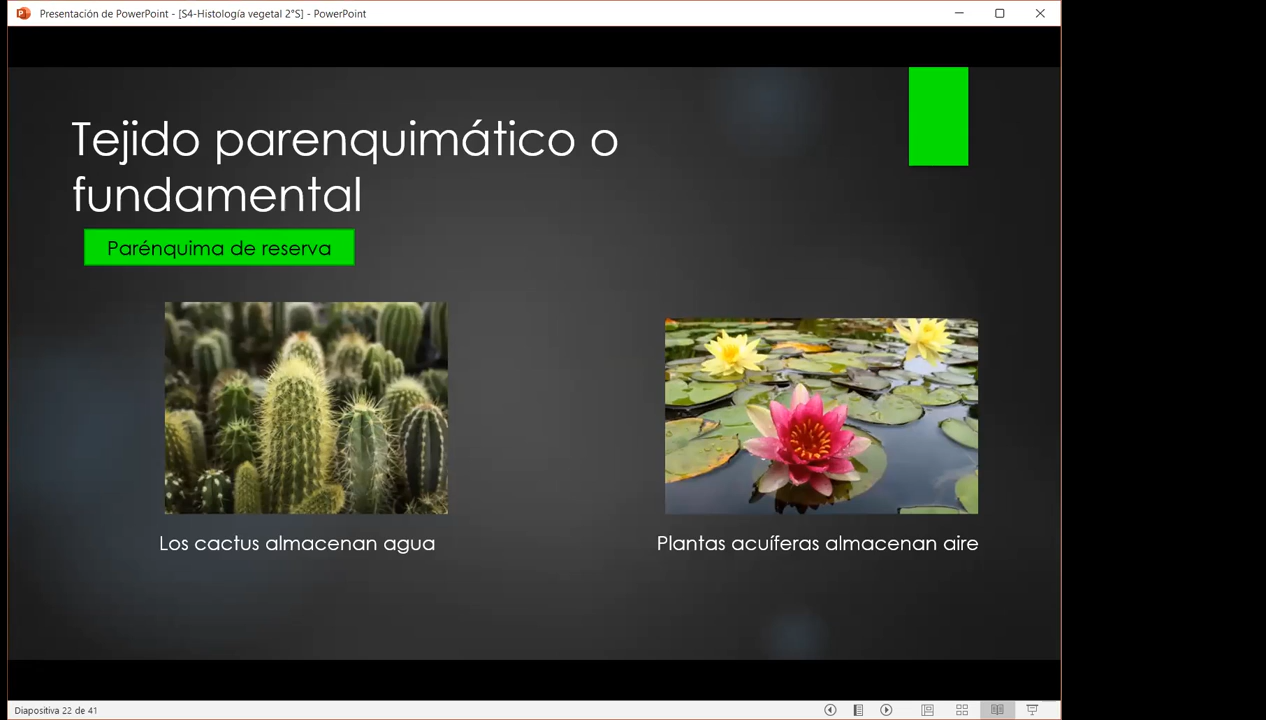 Presentación de PowerPoint - [S4-Histología vegetal 2°S] - PowerPoint
Tejido parenquimático o
fundamental
Parénquima de reserva
Los cactus almacenan agua
Plantas acuíferas almacenan aire
Diapositiva 22 de 41